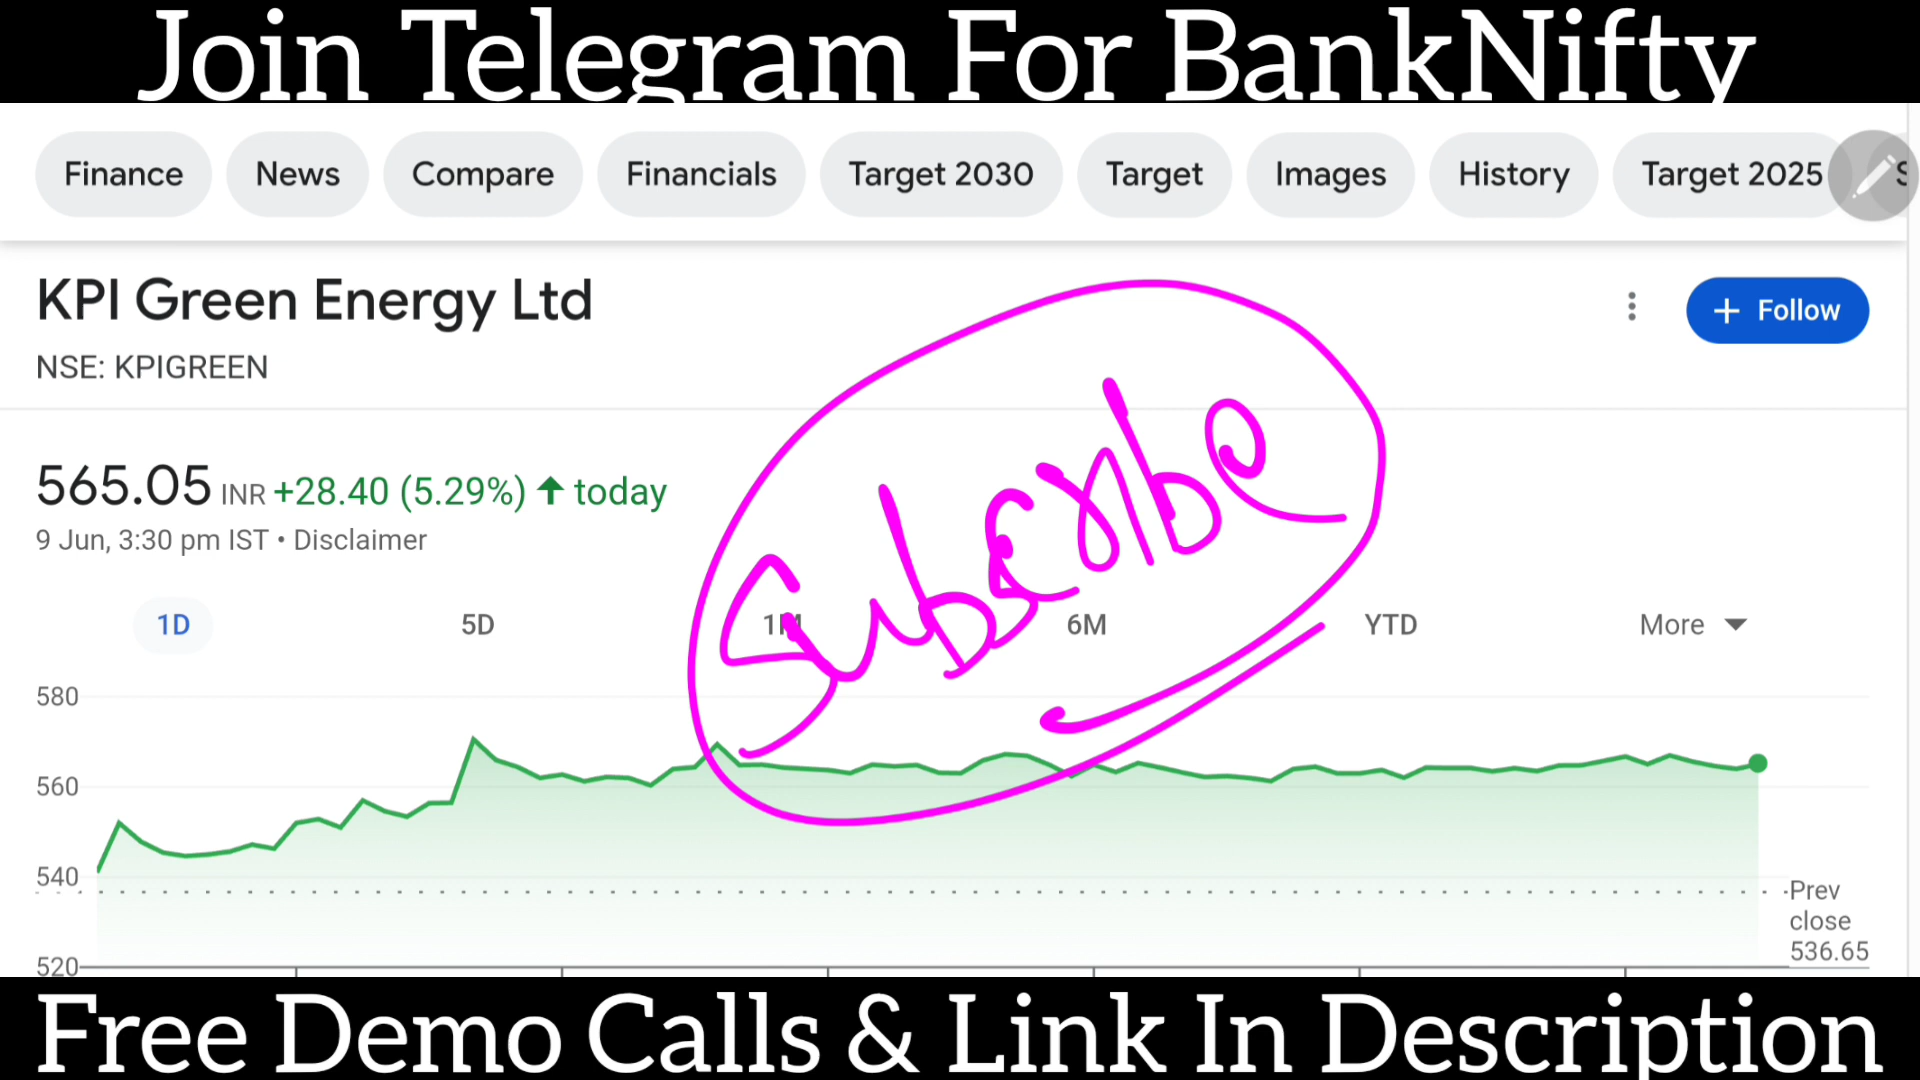 Join Telegram For BankNifty
Finance News Compare Financials Target 2030 Target Images History Target 2025
KPI Green Energy Ltd
Follow
NSE: KPIGREEN
Subscribe
565.05 INR +28.40 (5.29%) ↑ today
9 Jun, 3:30 pm IST • Disclaimer
1D 5D 1M 6M YTD More
580
560
540
Prev
close
536.65
520
Free Demo Calls & Link In Description